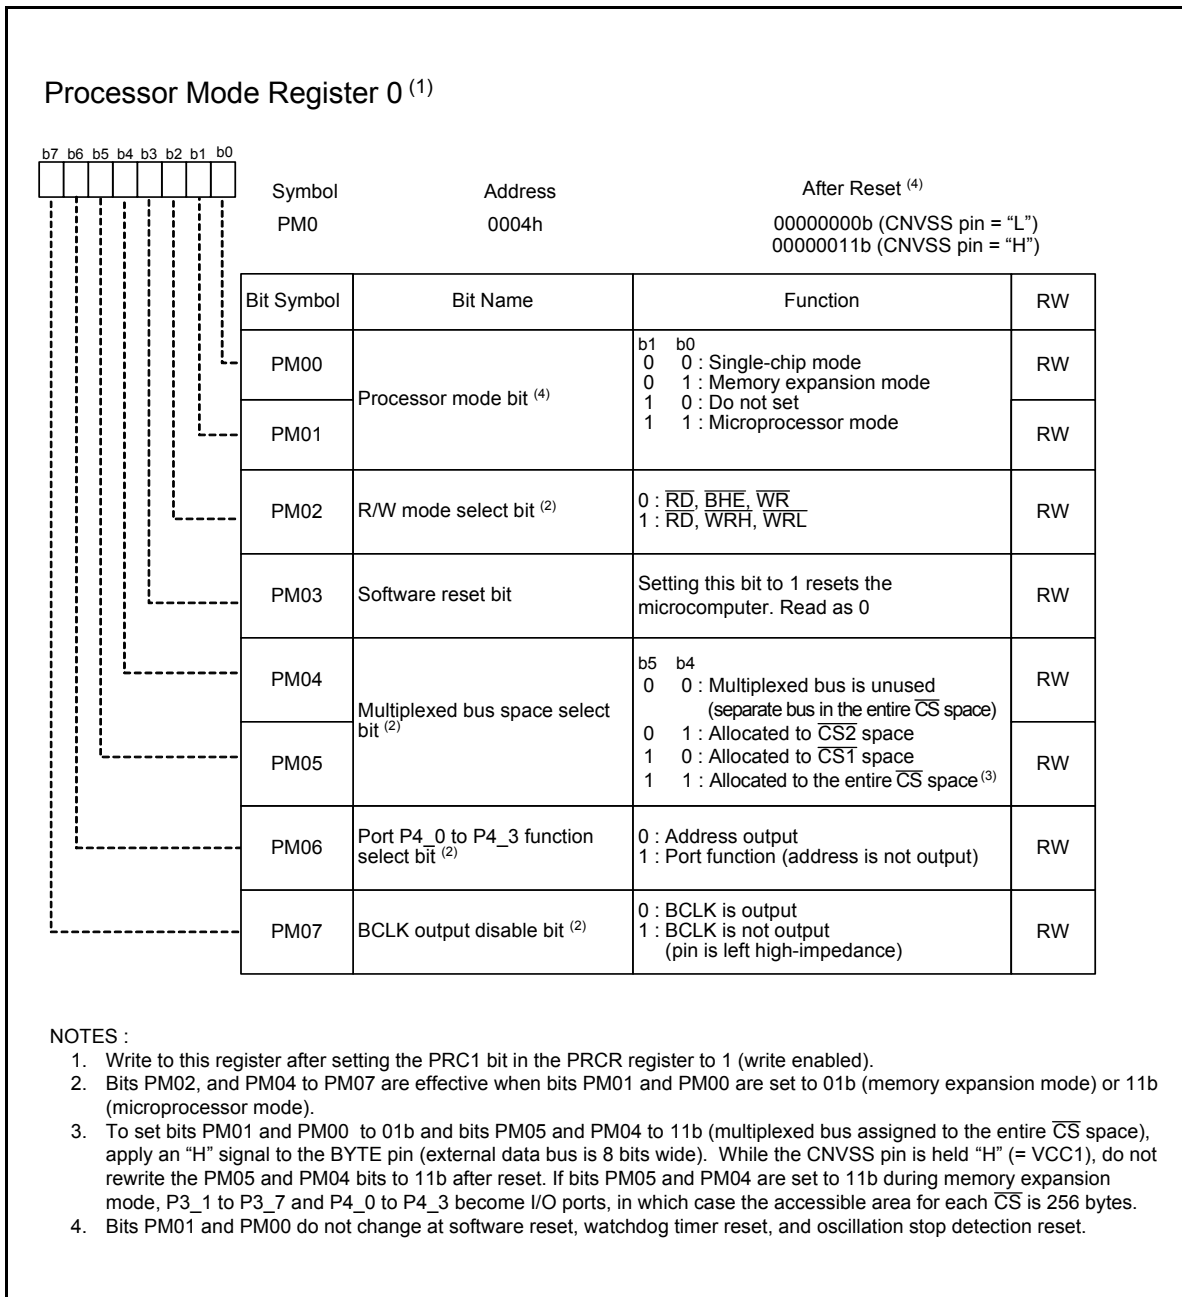 Processor Mode Register 0 (1)
b7 b6 b5 b4 b3 b2 b1 b0
Symbol Address After Reset (4)
PM0 0004h 00000000b (CNVSS pin = “L”)
00000011b (CNVSS pin = “H”)
Bit Symbol Bit Name Function RW
PM00 RW
Processor mode bit (4)
b1 b0
0 0 : Single-chip mode
0 1 : Memory expansion mode
1 0 : Do not set
1 1 : Microprocessor mode
PM01 RW
PM02 R/W mode select bit (2) RW
0 : RD, BHE, WR
1 : RD, WRH, WRL
PM03 Software reset bit RW
Setting this bit to 1 resets the
microcomputer. Read as 0
PM04 RW
Multiplexed bus space select
bit (2)
b5 b4
0 0 : Multiplexed bus is unused
(separate bus in the entire CS space)
0 1 : Allocated to CS2 space
1 0 : Allocated to CS1 space
1 1 : Allocated to the entire CS space (3)
PM05 RW
PM06 RW
Port P4_0 to P4_3 function
select bit (2)
0 : Address output
1 : Port function (address is not output)
PM07 BCLK output disable bit (2) RW
0 : BCLK is output
1 : BCLK is not output
(pin is left high-impedance)
NOTES :
1. Write to this register after setting the PRC1 bit in the PRCR register to 1 (write enabled).
2. Bits PM02, and PM04 to PM07 are effective when bits PM01 and PM00 are set to 01b (memory expansion mode) or 11b
(microprocessor mode).
3. To set bits PM01 and PM00 to 01b and bits PM05 and PM04 to 11b (multiplexed bus assigned to the entire CS space),
apply an “H” signal to the BYTE pin (external data bus is 8 bits wide). While the CNVSS pin is held “H” (= VCC1), do not
rewrite the PM05 and PM04 bits to 11b after reset. If bits PM05 and PM04 are set to 11b during memory expansion
mode, P3_1 to P3_7 and P4_0 to P4_3 become I/O ports, in which case the accessible area for each CS is 256 bytes.
4. Bits PM01 and PM00 do not change at software reset, watchdog timer reset, and oscillation stop detection reset.